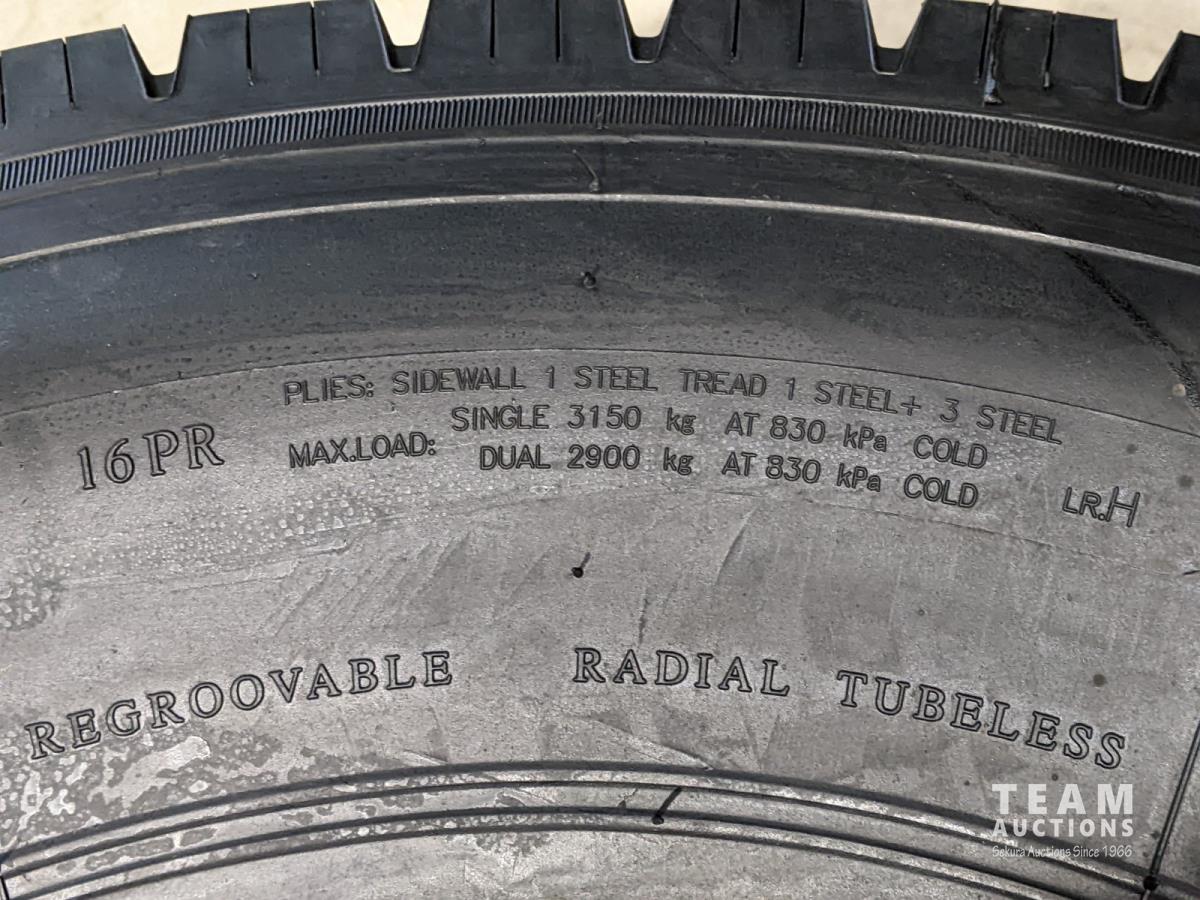 PLIES: SIDEWALL 1 STEEL TREAD 1 STEEL+ 3 STEEL
16PR
MAX.LOAD: SINGLE 3150 kg AT 830 kPa COLD
DUAL 2900 kg AT 830 kPa COLD
LR.H
REGROOVABLE RADIAL TUBELESS
TEAM
AUCTIONS
Sekura Auctions Since 1966